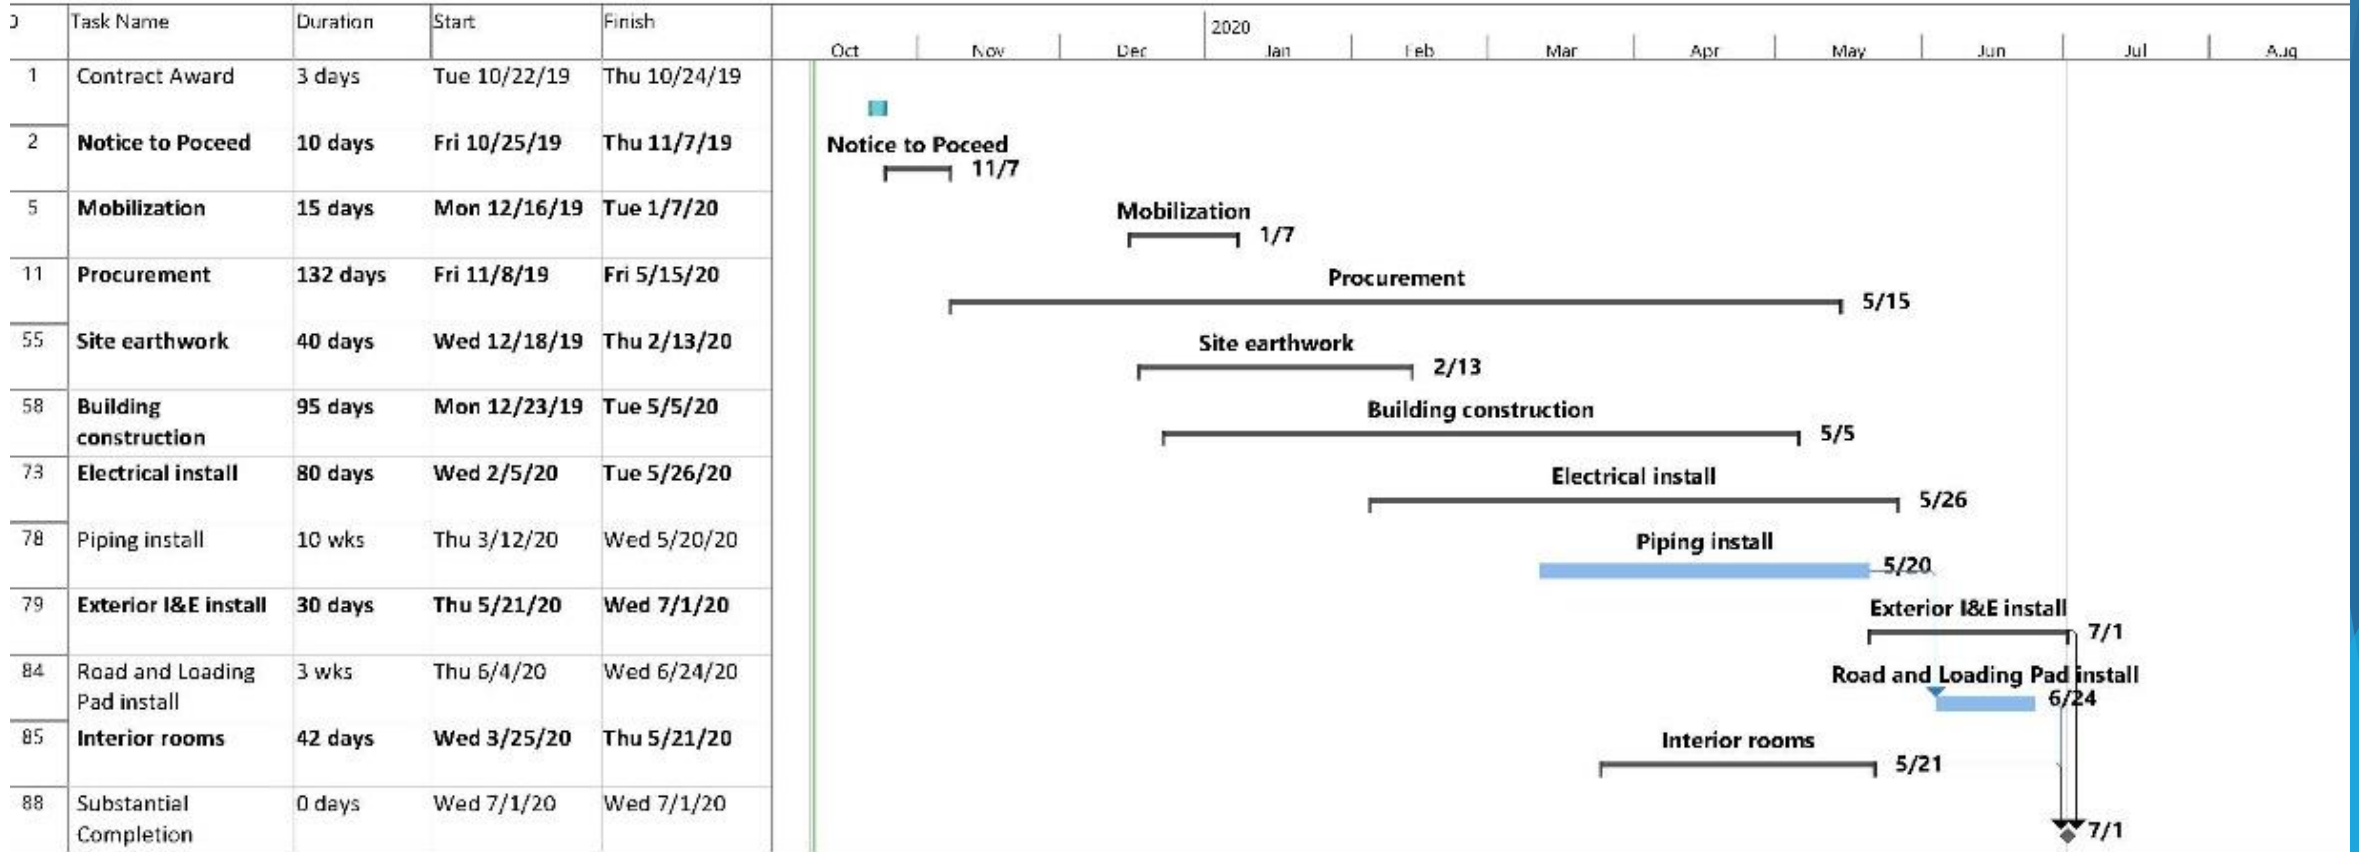 Task Name Duration Start Finish
2020
Oct Nov Dec Jan Feb Mar Apr May Jun Jul Aug
1 Contract Award 3 days Tue 10/22/19 Thu 10/24/19
2 Notice to Poceed 10 days Fri 10/25/19 Thu 11/7/19
Notice to Poceed
11/7
5 Mobilization 15 days Mon 12/16/19 Tue 1/7/20
Mobilization
1/7
11 Procurement 132 days Fri 11/8/19 Fri 5/15/20
Procurement
5/15
55 Site earthwork 40 days Wed 12/18/19 Thu 2/13/20
Site earthwork
2/13
58 Building 95 days Mon 12/23/19 Tue 5/5/20
construction
Building construction
5/5
73 Electrical install 80 days Wed 2/5/20 Tue 5/26/20
Electrical install
5/26
78 Piping install 10 wks Thu 3/12/20 Wed 5/20/20
Piping install
5/20
79 Exterior I&E install 30 days Thu 5/21/20 Wed 7/1/20
Exterior I&E install
7/1
84 Road and Loading 3 wks Thu 6/4/20 Wed 6/24/20
Pad install
Road and Loading Pad install
6/24
85 Interior rooms 42 days Wed 3/25/20 Thu 5/21/20
Interior rooms
5/21
88 Substantial 0 days Wed 7/1/20 Wed 7/1/20
Completion
7/1